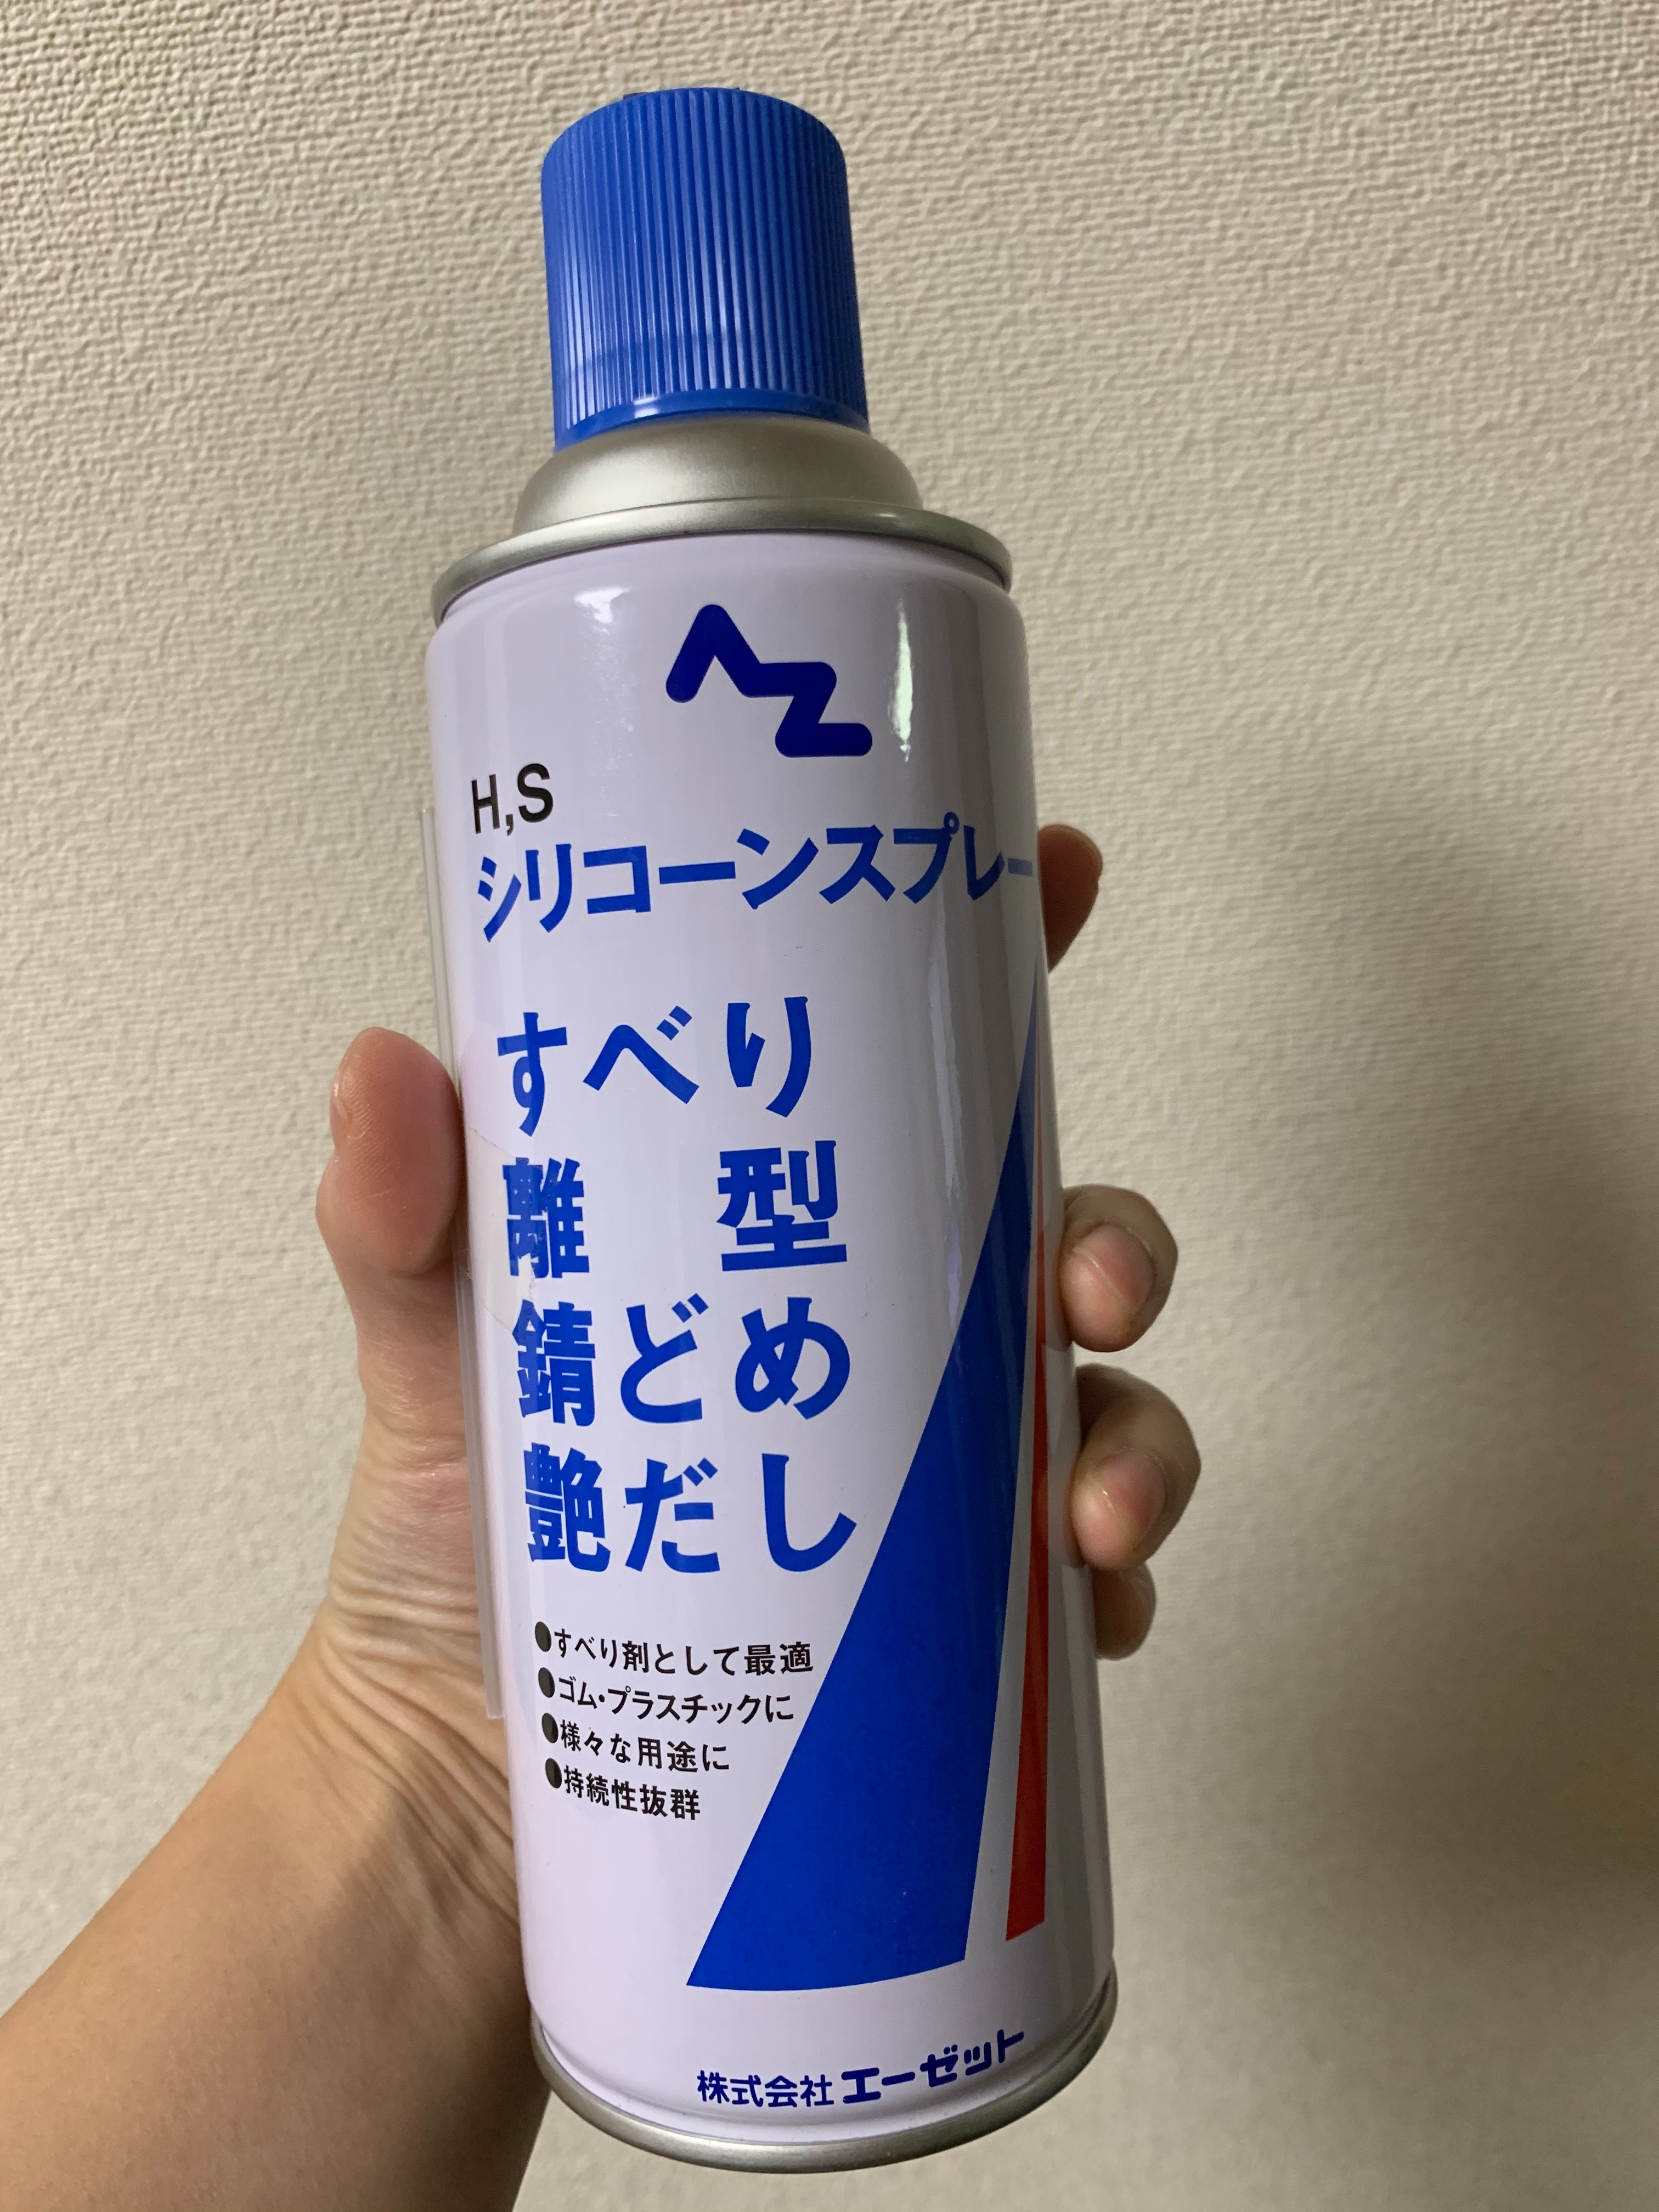 AZ
H,S
シリコーンスプレー
すべり
離型
錆どめ
艶だし
●すべり剤として最適
●ゴム・プラスチックに
●様々な用途に
●持続性抜群
株式会社エーゼット